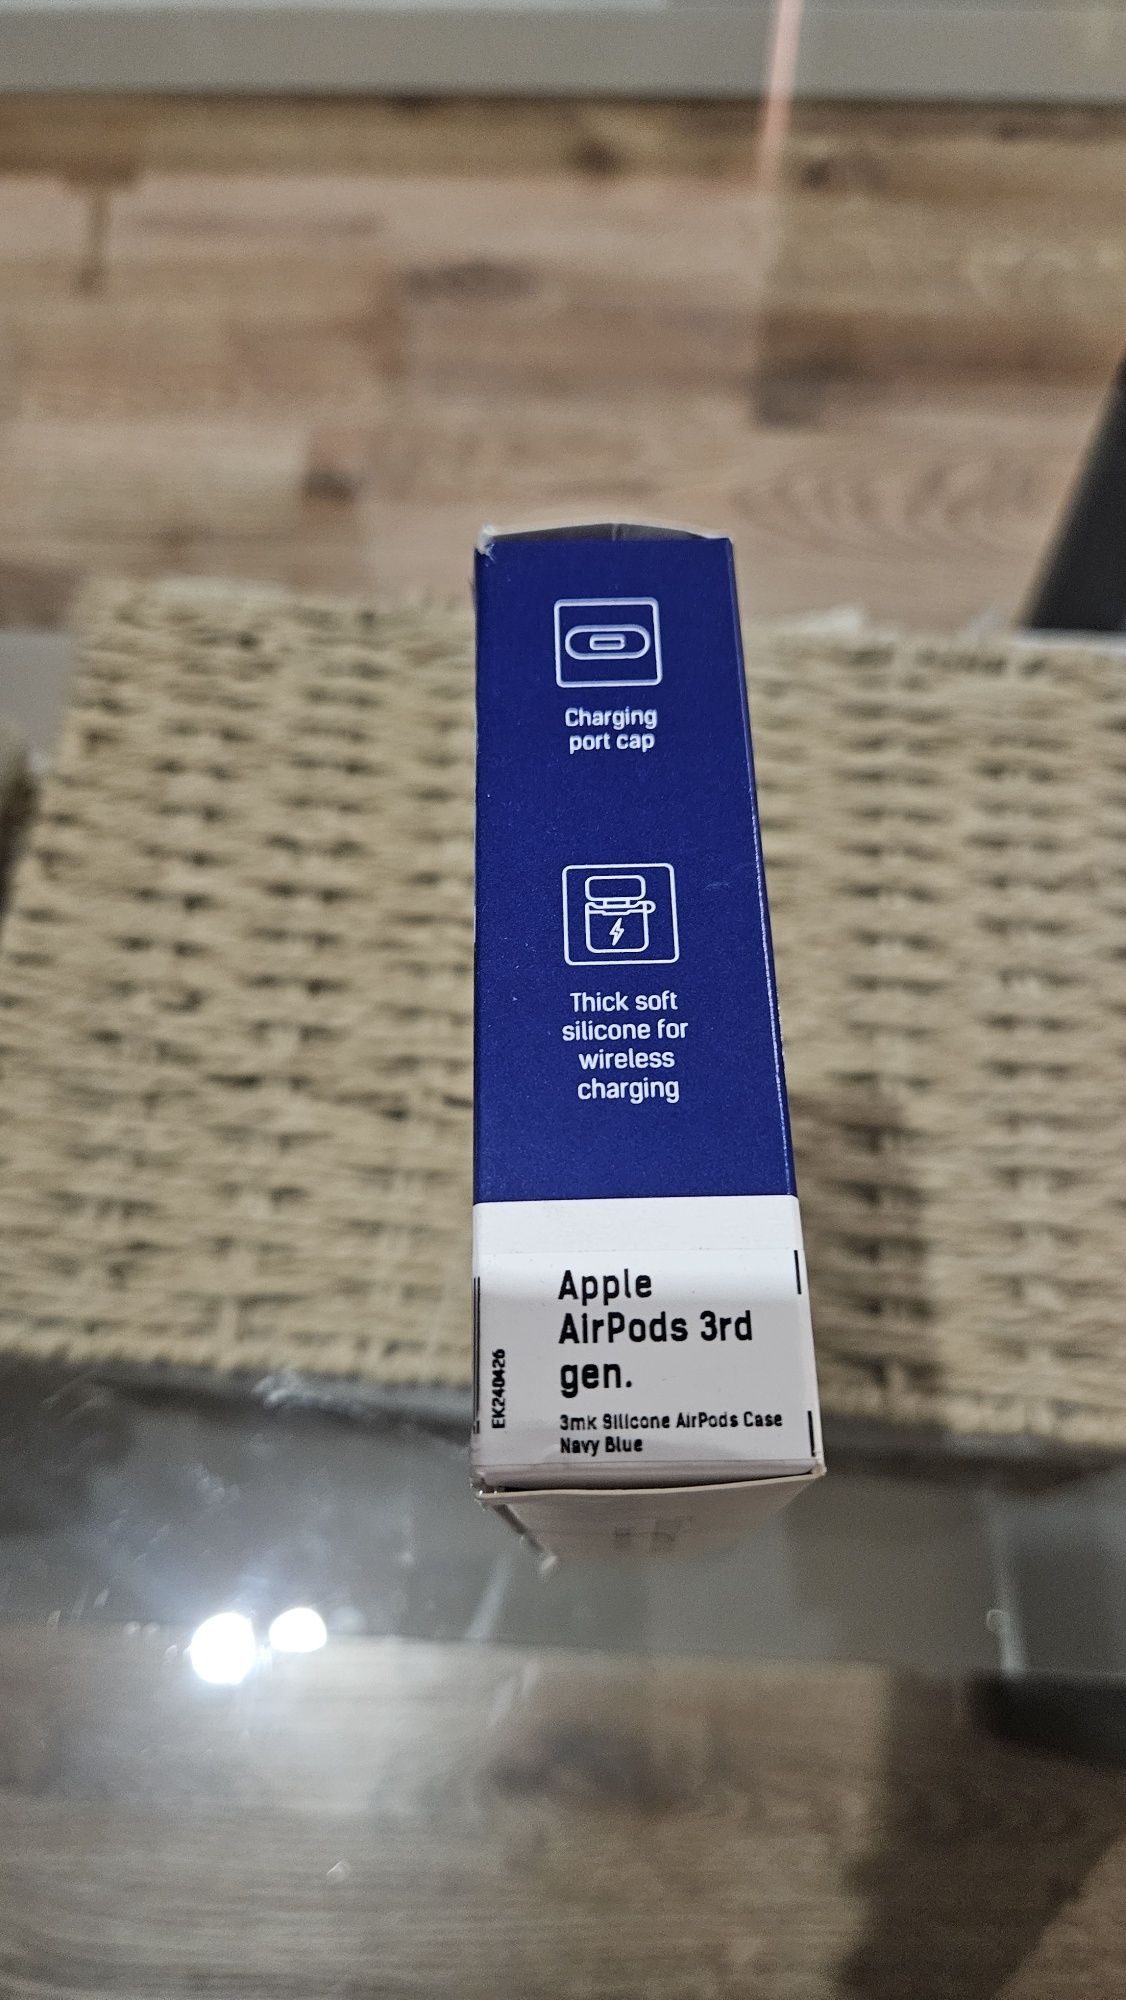 Charging
port cap
Thick soft
silicone for
wireless
charging
Apple
AirPods 3rd
gen.
3mk Silicone AirPods Case
Navy Blue
EK240426